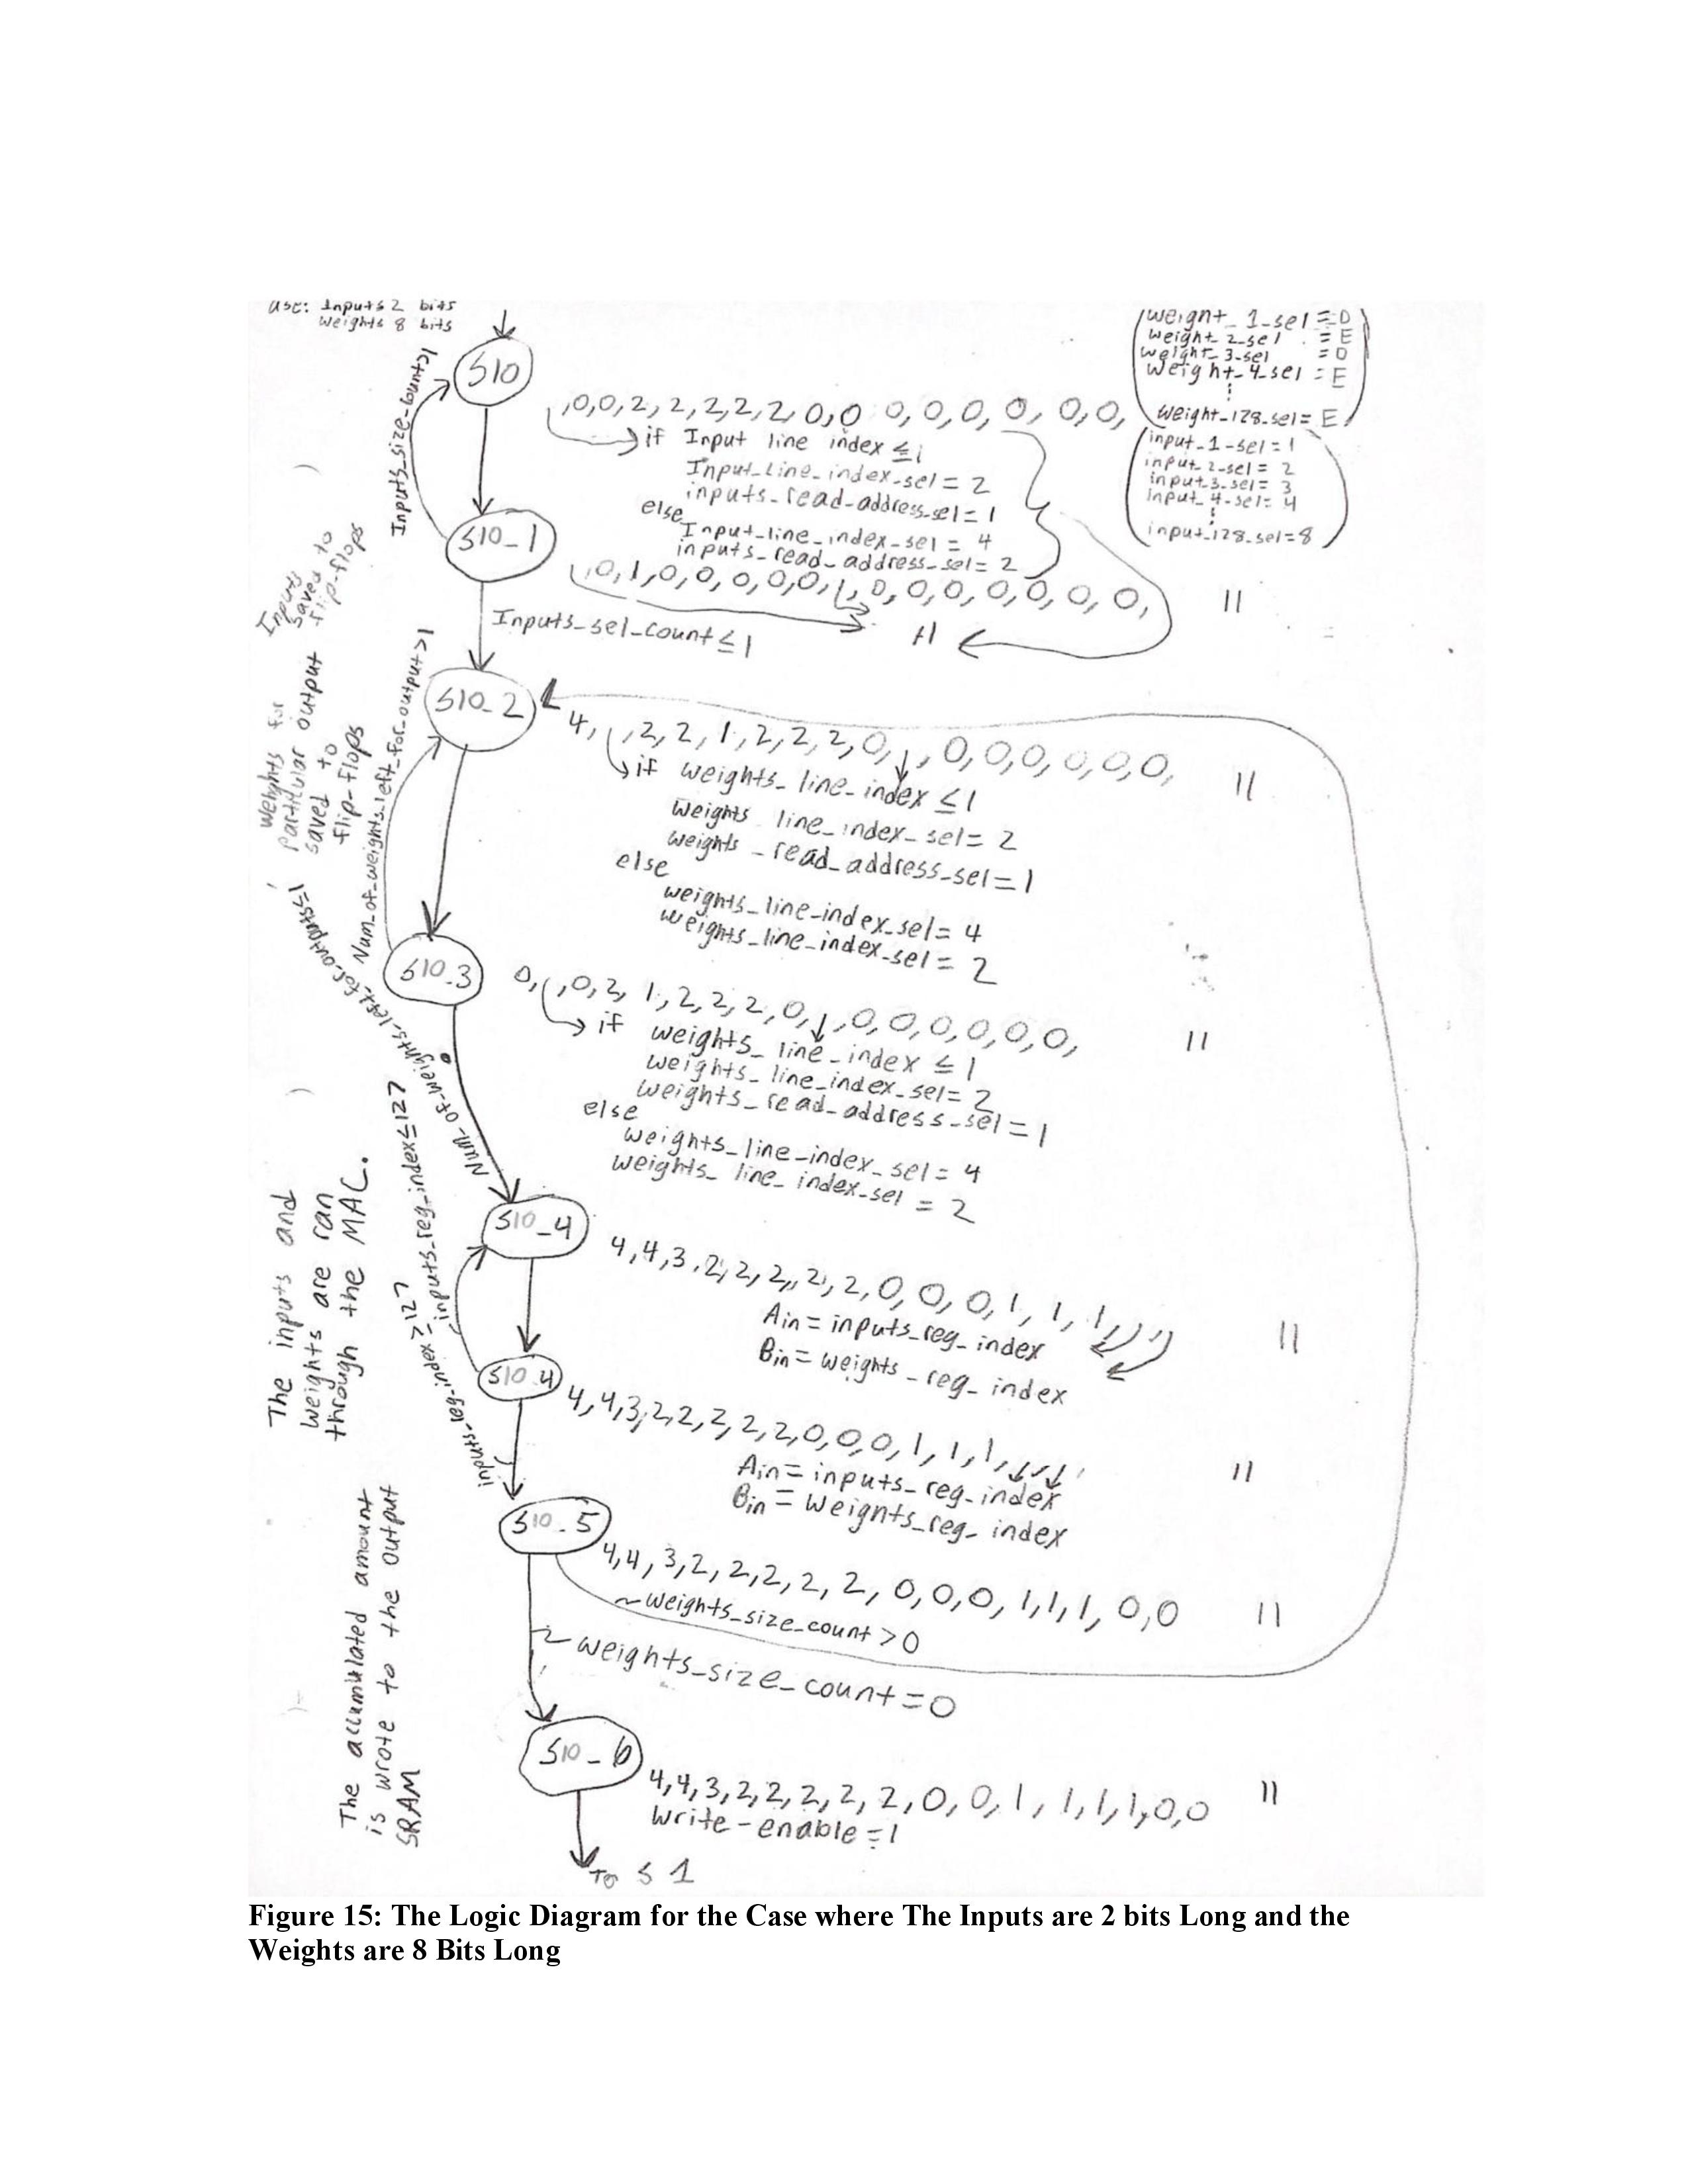 use: Inputs 2 bits
Weights 8 bits
S10
Inputs_size_count>1
,0,0,2,2,2,2,2,0,0 0,0,0,0,0,0,
if Input line index ≤ 1
Input_Line_index_sel = 2
inputs_read_address_sel = 1
else
Input_line_index_sel = 4
inputs_read_address_sel = 2
weight_1_sel = D
weight_2_sel = E
weight_3_sel = D
weight_4_sel = E
weight_128_sel = E
input_1_sel = 1
input_2_sel = 2
input_3_sel = 3
input_4_sel = 4
input_128_sel = 8
S10_1
,0,1,0,0,0,0,0,1,0,0,0,0,0,0,0,
11
Inputs_sel_count ≤ 1
Inputs
saved to
flip-flops
S10_2
4, ,2,2,1,2,2,2,0, ,0,0,0,0,0,0,
11
if weights_line_index ≤ 1
weights line_index_sel = 2
weights_read_address_sel = 1
else
weights_line_index_sel = 4
weights_line_index_sel = 2
Weights for
particular output
saved to
flip-flops
Num_of_weights_left_for_output>1
S10_3
0, ,0,2,1,2,2,2,0, ,0,0,0,0,0,0,
11
if weights_line_index ≤ 1
weights_line_index_sel = 2
weights_read_address_sel = 1
else
weights_line_index_sel = 4
weights_line_index_sel = 2
Num_of_weights_left_for_outputs=1
S10_4
4,4,3,2,2,2,2,2,0,0,0,1,1,1,
11
Ain = inputs_reg_index
Bin = weights_reg_index
inputs_reg_index ≤ 127
The inputs and
weights are ran
through the MAC.
S10_4
4,4,3,2,2,2,2,2,0,0,0,1,1,1,
11
Ain = inputs_reg_index
Bin = weights_reg_index
inputs_reg_index ≥ 127
S10_5
4,4,3,2,2,2,2,2,0,0,0,1,1,1,0,0
11
~weights_size_count > 0
weights_size_count = 0
The accumulated amount
is wrote to the output
SRAM
S10_6
4,4,3,2,2,2,2,2,0,0,1,1,1,1,0,0
11
write-enable = 1
To S 1
Figure 15: The Logic Diagram for the Case where The Inputs are 2 bits Long and the
Weights are 8 Bits Long